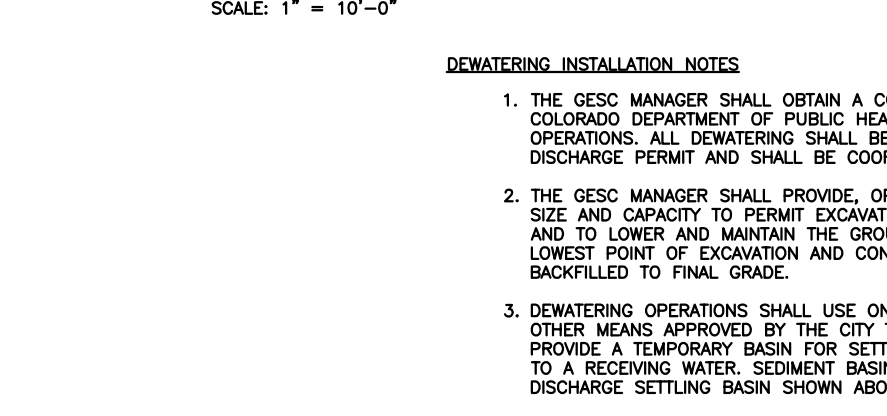 SCALE: 1" = 10'-0"
DEWATERING INSTALLATION NOTES
1. THE GESC MANAGER SHALL OBTAIN A
COLORADO DEPARTMENT OF PUBLIC
OPERATIONS. ALL DEWATERING SHALL BE
DISCHARGE PERMIT AND SHALL BE
2. THE GESC MANAGER SHALL PROVIDE,
SIZE AND CAPACITY TO PERMIT
AND TO LOWER AND MAINTAIN THE
LOWEST POINT OF EXCAVATION AND
BACKFILLED TO FINAL GRADE.
3. DEWATERING OPERATIONS SHALL USE
OTHER MEANS APPROVED BY THE CITY
PROVIDE A TEMPORARY BASIN FOR
TO A RECEIVING WATER. SEDIMENT
DISCHARGE SETTLING BASIN SHOWN